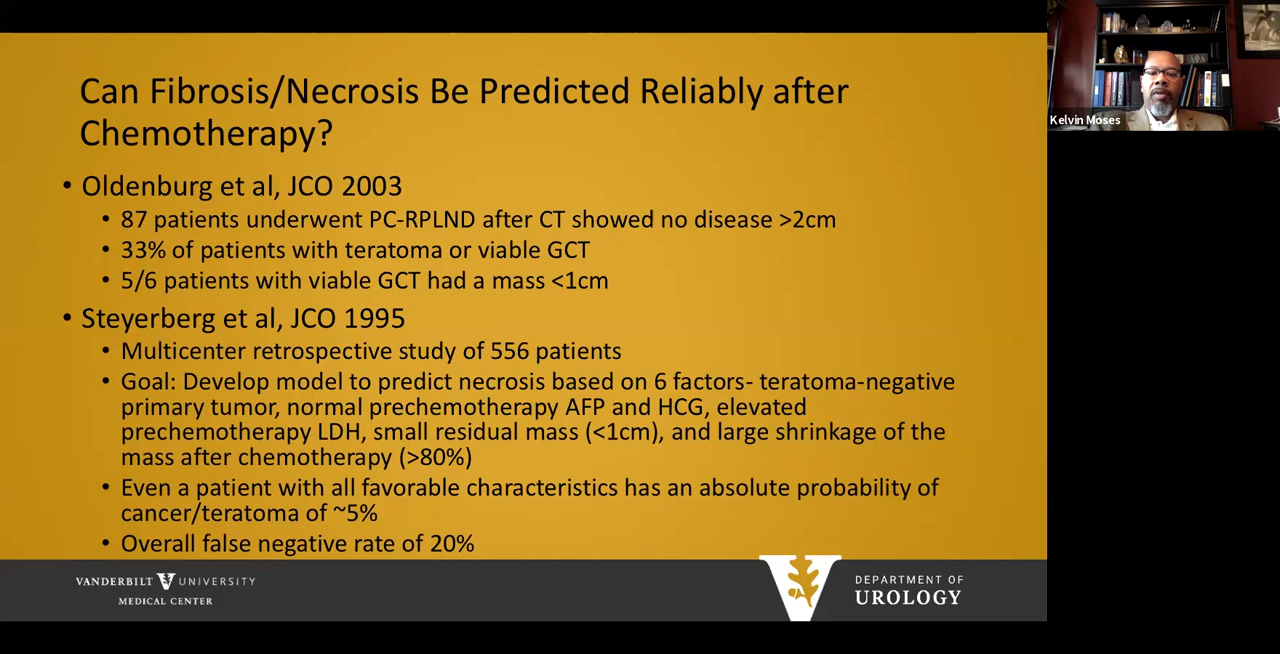 Can Fibrosis/Necrosis Be Predicted Reliably after
Chemotherapy?
• Oldenburg et al, JCO 2003
• 87 patients underwent PC-RPLND after CT showed no disease >2cm
• 33% of patients with teratoma or viable GCT
• 5/6 patients with viable GCT had a mass <1cm
• Steyerberg et al, JCO 1995
• Multicenter retrospective study of 556 patients
• Goal: Develop model to predict necrosis based on 6 factors- teratoma-negative
primary tumor, normal prechemotherapy AFP and HCG, elevated
prechemotherapy LDH, small residual mass (<1cm), and large shrinkage of the
mass after chemotherapy (>80%)
• Even a patient with all favorable characteristics has an absolute probability of
cancer/teratoma of ~5%
• Overall false negative rate of 20%
VANDERBILT V UNIVERSITY
MEDICAL CENTER
V
DEPARTMENT OF
UROLOGY
Kelvin Moses